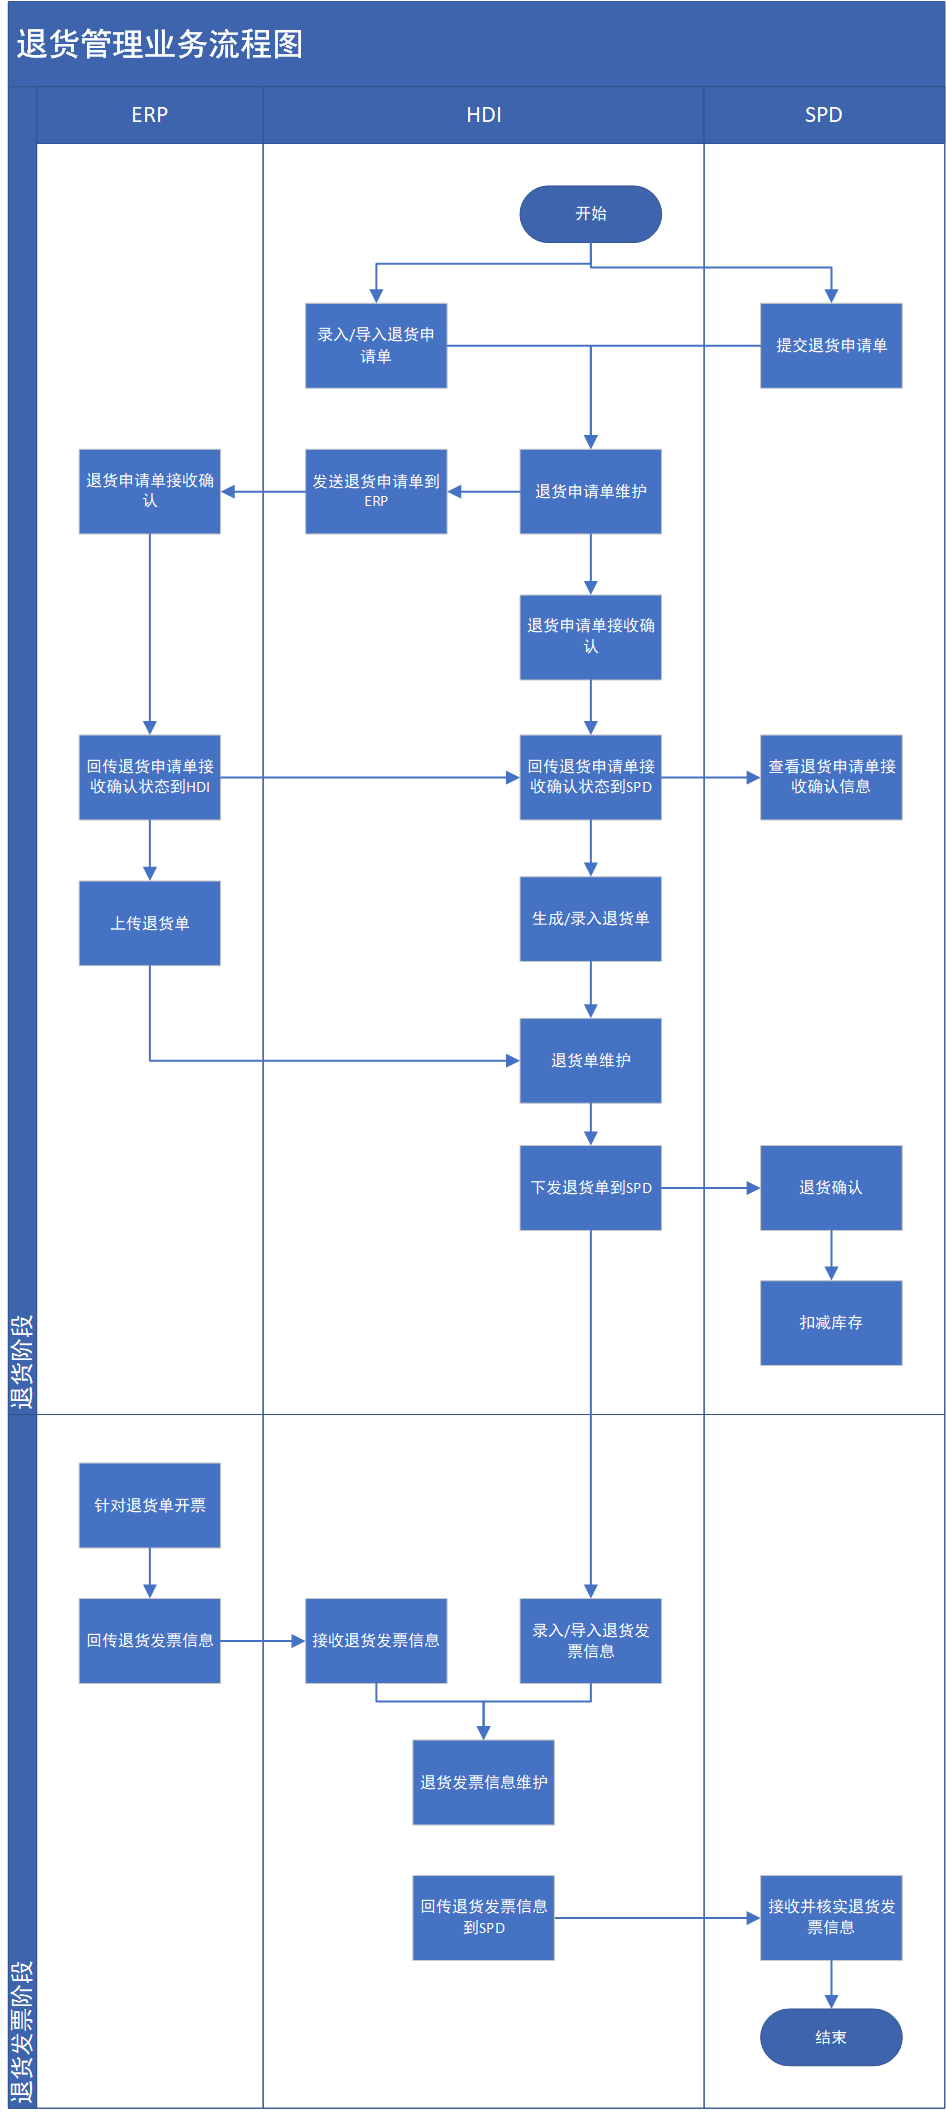 退货管理业务流程图
ERP
HDI
SPD
开始
录入/导入退货申
请单
提交退货申请单
退货申请单接收确
认
发送退货申请单到
ERP
退货申请单维护
退货申请单接收确
认
回传退货申请单接
收确认状态到HDI
回传退货申请单接
收确认状态到SPD
查看退货申请单接
收确认信息
上传退货单
生成/录入退货单
退货单维护
下发退货单到SPD
退货确认
扣减库存
退货阶段
针对退货单开票
回传退货发票信息
接收退货发票信息
录入/导入退货发
票信息
退货发票信息维护
回传退货发票信息
到SPD
接收并核实退货发
票信息
结束
退货发票阶段